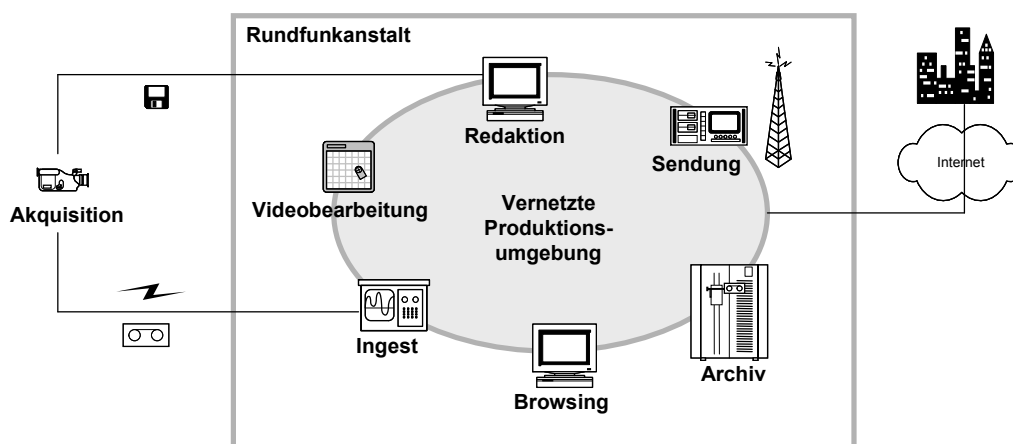 Rundfunkanstalt
Redaktion
Sendung
Internet
Akquisition
Videobearbeitung
Vernetzte
Produktions-
umgebung
Ingest
Archiv
Browsing